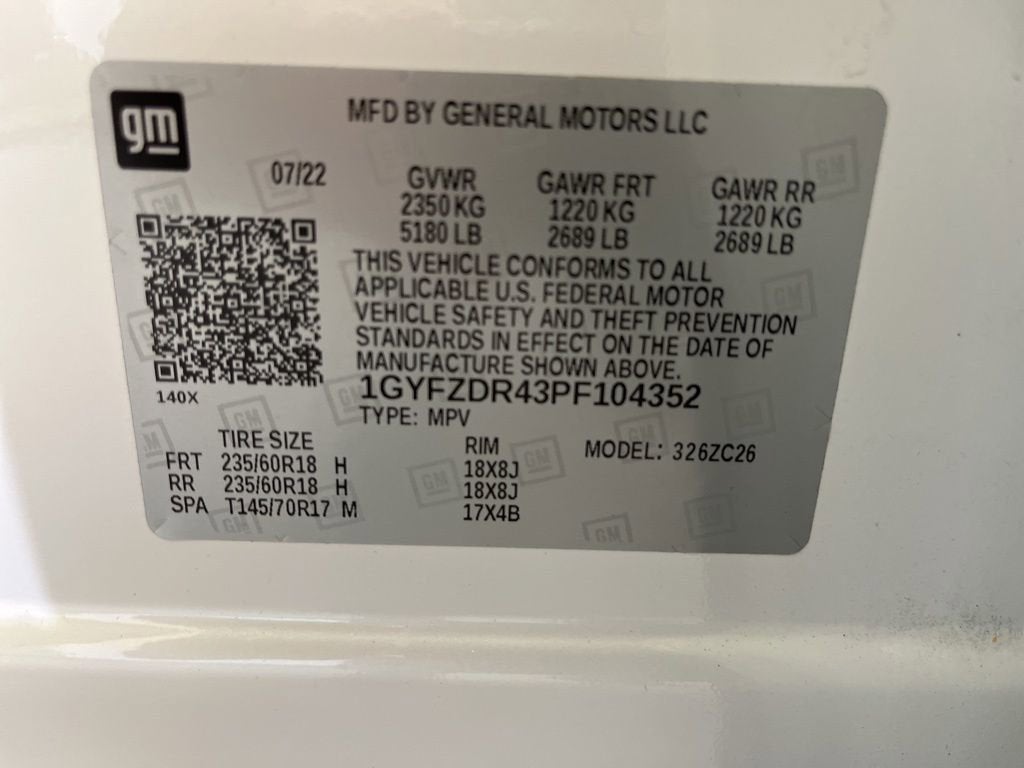 gm
MFD BY GENERAL MOTORS LLC
07/22
GVWR
2350 KG
5180 LB
GAWR FRT
1220 KG
2689 LB
GAWR RR
1220 KG
2689 LB
THIS VEHICLE CONFORMS TO ALL
APPLICABLE U.S. FEDERAL MOTOR
VEHICLE SAFETY AND THEFT PREVENTION
STANDARDS IN EFFECT ON THE DATE OF
MANUFACTURE SHOWN ABOVE.
140X
1GYFZDR43PF104352
TYPE: MPV
TIRE SIZE RIM MODEL: 326ZC26
FRT 235/60R18 H 18X8J
RR 235/60R18 H 18X8J
SPA T145/70R17 M 17X4B